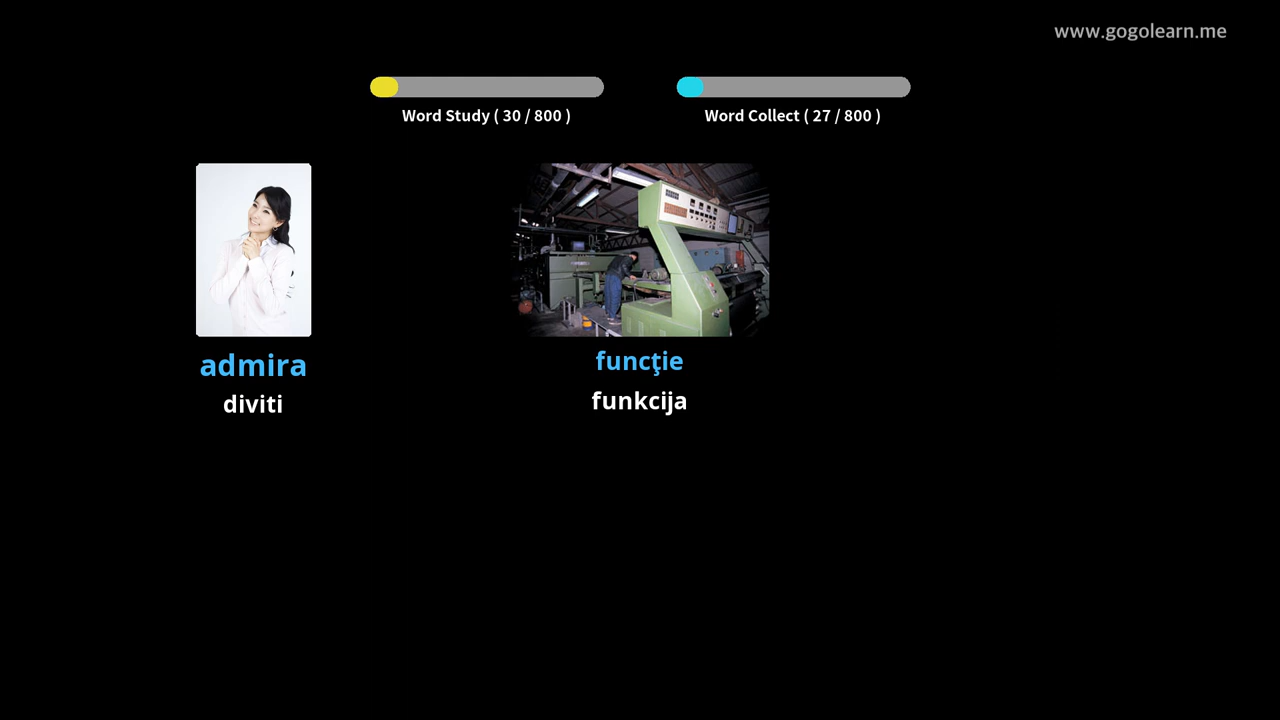 www.gogolearn.me
Word Study ( 30 / 800 )
Word Collect ( 27 / 800 )
admira
diviti
funcţie
funkcija